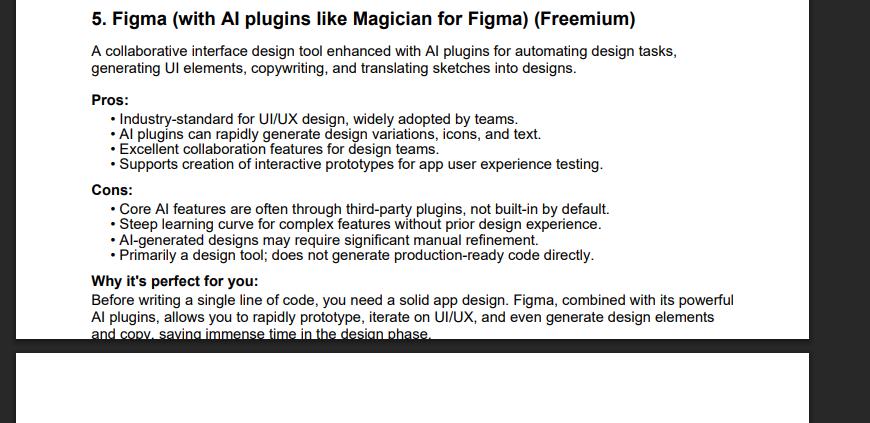 5. Figma (with AI plugins like Magician for Figma) (Freemium)
A collaborative interface design tool enhanced with AI plugins for automating design tasks,
generating UI elements, copywriting, and translating sketches into designs.
Pros:
• Industry-standard for UI/UX design, widely adopted by teams.
• AI plugins can rapidly generate design variations, icons, and text.
• Excellent collaboration features for design teams.
• Supports creation of interactive prototypes for app user experience testing.
Cons:
• Core AI features are often through third-party plugins, not built-in by default.
• Steep learning curve for complex features without prior design experience.
• AI-generated designs may require significant manual refinement.
• Primarily a design tool; does not generate production-ready code directly.
Why it's perfect for you:
Before writing a single line of code, you need a solid app design. Figma, combined with its powerful
AI plugins, allows you to rapidly prototype, iterate on UI/UX, and even generate design elements
and copy, saving immense time in the design phase.